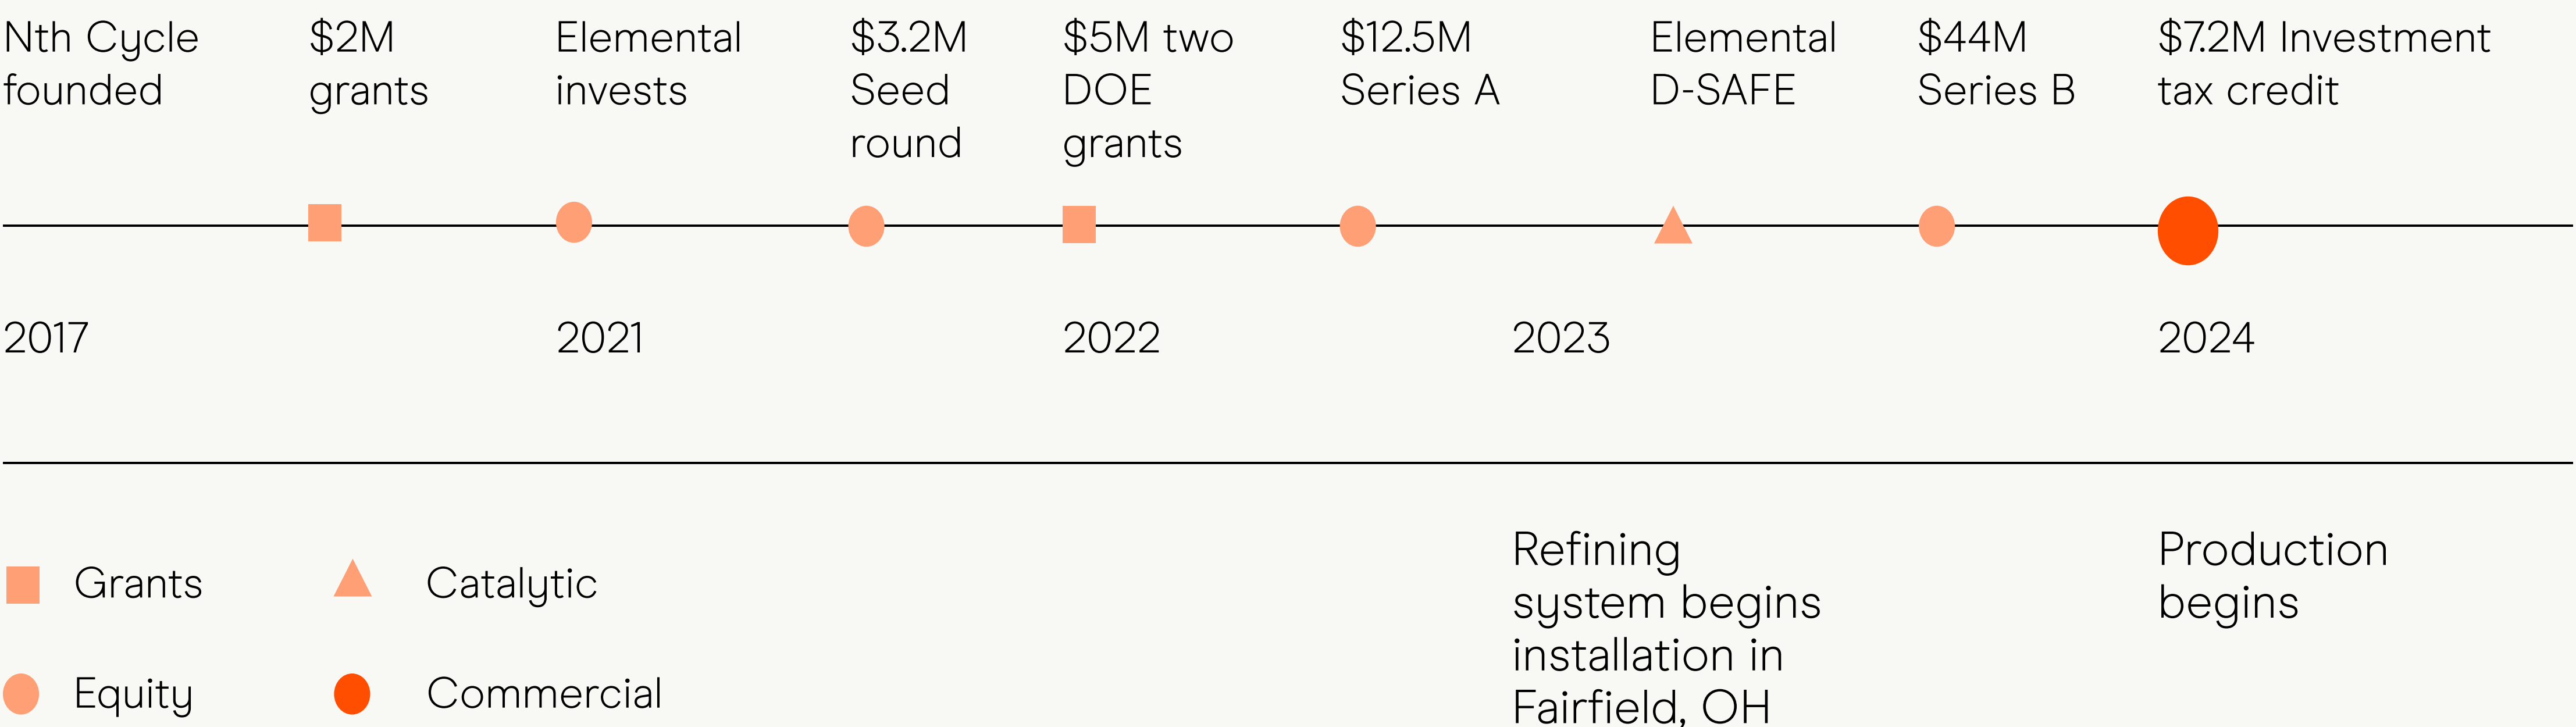 Nth Cycle
founded
$2M
grants
Elemental
invests
$3.2M
Seed
round
$5M two
DOE
grants
$12.5M
Series A
Elemental
D-SAFE
$44M
Series B
$7.2M Investment
tax credit
2017
2021
2022
2023
2024
Grants
Catalytic
Equity
Commercial
Refining
system begins
installation in
Fairfield, OH
Production
begins